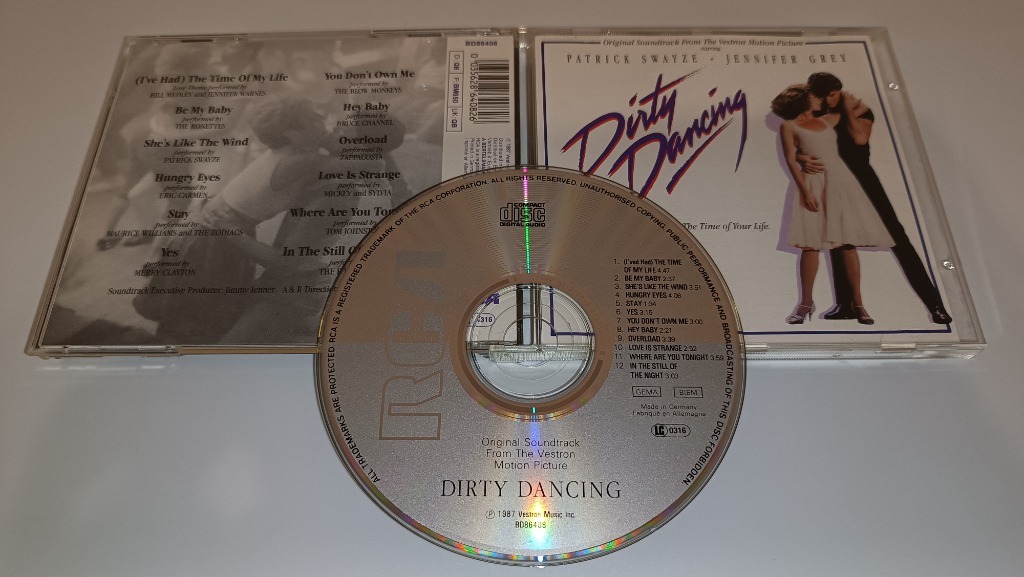 (I've Had) The Time Of My Life
Love Theme performed by
BILL MEDLEY and JENNIFER WARNES
Be My Baby
performed by
THE RONETTES
She's Like The Wind
performed by
PATRICK SWAYZE
Hungry Eyes
performed by
ERIC CARMEN
Stay
performed by
MAURICE WILLIAMS and THE ZODIACS
Yes
performed by
MERRY CLAYTON
You Don't Own Me
performed by
THE BLOW MONKEYS
Hey Baby
performed by
BRUCE CHANNEL
Overload
performed by
ZAPPACOSTA
Love Is Strange
performed by
MICKEY and SYLVIA
Where Are You
performed by
TOM
In The Still
performed
THE
Soundtrack Executive Producer: Jimmy Ienner. A & R
BD86408
D: GB F: BM650 UK: GB
0 035628 640826
Original Soundtrack From The Vestron Motion Picture
starring
PATRICK SWAYZE · JENNIFER GREY
Dirty
Dancing
The Time of Your Life.
ALL TRADEMARKS ARE PROTECTED. RCA IS A REGISTERED TRADEMARK OF THE RCA CORPORATION. ALL RIGHTS RESERVED. UNAUTHORISED COPYING, PUBLIC PERFORMANCE AND BROADCASTING OF THIS DISC FORBIDDEN
COMPACT
disc
DIGITAL AUDIO
RCA
1. (I'ved Had) THE TIME
OF MY LIFE 4:47
2. BE MY BABY 2:37
3. SHE'S LIKE THE WIND 3:51
4. HUNGRY EYES 4:06
5. STAY 1:34
6. YES 3:15
7. YOU DON'T OWN ME 3:00
8. HEY BABY 2:21
9. OVERLOAD 3:39
10. LOVE IS STRANGE 2:52
11. WHERE ARE YOU TONIGHT 3:59
12. IN THE STILL OF
THE NIGHT 3:03
GEMA BIEM
Made in Germany
Fabriqué en Allemagne
LC 0316
0316
Original Soundtrack
From The Vestron
Motion Picture
DIRTY DANCING
℗ 1987 Vestron Music Inc.
BD86408